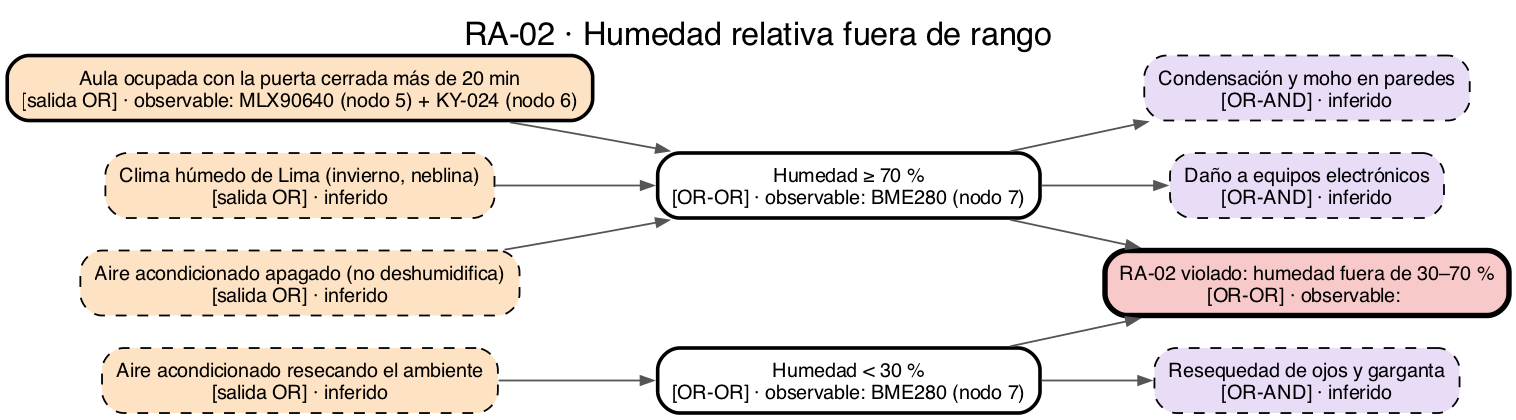 RA-02 · Humedad relativa fuera de rango
Aula ocupada con la puerta cerrada más de 20 min
[salida OR] · observable: MLX90640 (nodo 5) + KY-024 (nodo 6)
Clima húmedo de Lima (invierno, neblina)
[salida OR] · inferido
Aire acondicionado apagado (no deshumidifica)
[salida OR] · inferido
Aire acondicionado resecando el ambiente
[salida OR] · inferido
Humedad ≥ 70 %
[OR-OR] · observable: BME280 (nodo 7)
Humedad < 30 %
[OR-OR] · observable: BME280 (nodo 7)
Condensación y moho en paredes
[OR-AND] · inferido
Daño a equipos electrónicos
[OR-AND] · inferido
RA-02 violado: humedad fuera de 30–70 %
[OR-OR] · observable:
Resequedad de ojos y garganta
[OR-AND] · inferido